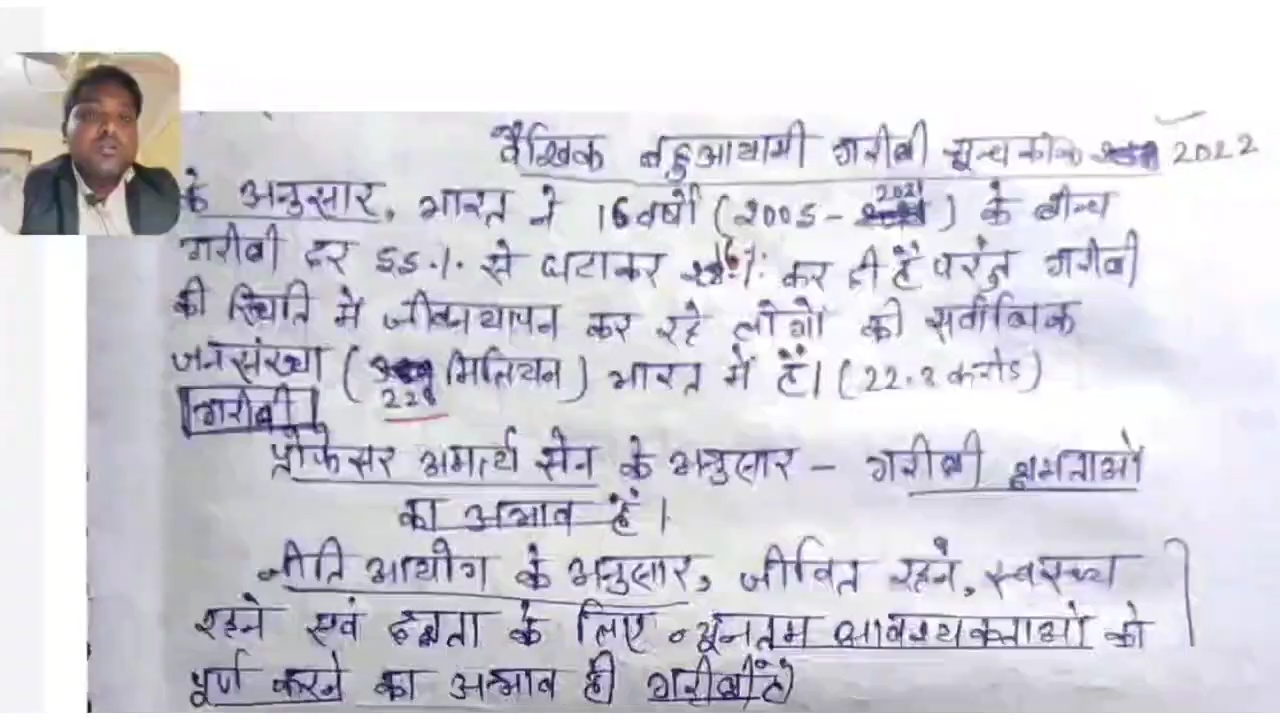 वैश्विक बहुआयामी गरीबी सूचकांक 2022
के अनुसार, भारत ने 16 वर्षो (2005-2021) के बीच
गरीबी दर 55.1. से घटाकर कर दी हैं परंतु गरीबी
की स्थिति में जीवनयापन कर रहे लोगों की सर्वाधिक
जनसंख्या (228 मिलियन) भारत में हैं। (22.8 करोड)
गरीबी
प्रोफेसर अमर्त्य सेन के अनुसार - गरीबी क्षमताओ
का अभाव हैं।
नीति आयोग के अनुसार, जीवित रहने, स्वस्थ्य
रहने एवं दक्षता के लिए न्यूनतम आवश्यकताओ को
पूर्ण करने का अभाव ही गरीबी है